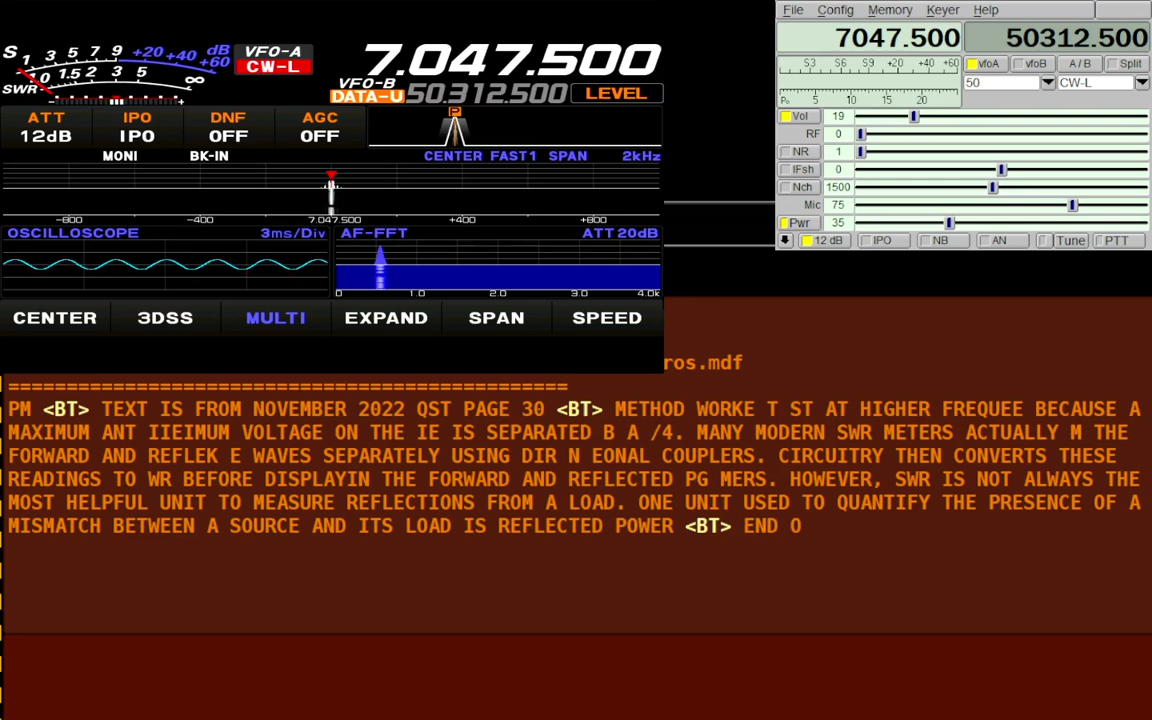 S 1 3 5 7 9 +20 +40 +60 dB
SWR 1.0 1.5 2 3 5 ∞
VFO-A
CW-L
7.047.500
VFO-B
DATA-U
50.312.500
LEVEL
ATT
12dB
IPO
IPO
DNF
OFF
AGC
OFF
P
MONI BK-IN
CENTER FAST1 SPAN 2kHz
-600 -400 7.047.500 +400 +800
OSCILLOSCOPE 3ms/Div
AF-FFT ATT 20dB
0 1.0 2.0 3.0 4.0k
CENTER 3DSS MULTI EXPAND SPAN SPEED
File Config Memory Keyer Help
7047.500 50312.500
S3 S6 S9 +20 +40 +60
Po 5 10 15 20
vfoA vfoB A / B Split
50 CW-L
Vol 19
RF 0
NR 1
IFsh 0
Nch 1500
Mic 75
Pwr 35
12 dB IPO NB AN Tune PTT
ros.mdf
================================================
PM <BT> TEXT IS FROM NOVEMBER 2022 QST PAGE 30 <BT> METHOD WORKE T ST AT HIGHER FREQUEE BECAUSE A
MAXIMUM ANT IIEIMUM VOLTAGE ON THE IE IS SEPARATED B A /4. MANY MODERN SWR METERS ACTUALLY M THE
FORWARD AND REFLEK E WAVES SEPARATELY USING DIR N EONAL COUPLERS. CIRCUITRY THEN CONVERTS THESE
READINGS TO WR BEFORE DISPLAYIN THE FORWARD AND REFLECTED PG MERS. HOWEVER, SWR IS NOT ALWAYS THE
MOST HELPFUL UNIT TO MEASURE REFLECTIONS FROM A LOAD. ONE UNIT USED TO QUANTIFY THE PRESENCE OF A
MISMATCH BETWEEN A SOURCE AND ITS LOAD IS REFLECTED POWER <BT> END O